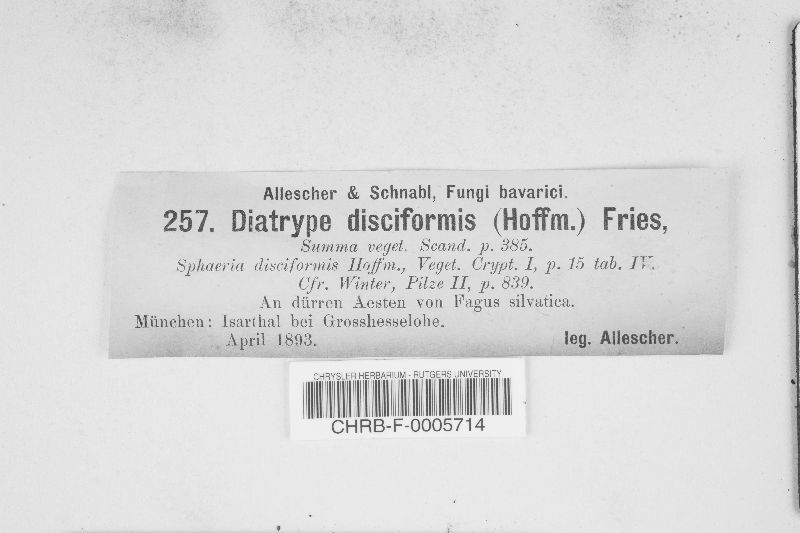 Allescher & Schnabl, Fungi bavarici.
257. Diatrype disciformis (Hoffm.) Fries,
Summa veget. Scand. p. 385.
Sphaeria disciformis Hoffm., Veget. Crypt. I, p. 15 tab. IV.
Cfr. Winter, Pilze II, p. 839.
An dürren Aesten von Fagus silvatica.
München: Isarthal bei Grosshesselohe.
April 1893. leg. Allescher.
CHRYSLER HERBARIUM - RUTGERS UNIVERSITY
CHRB-F-0005714